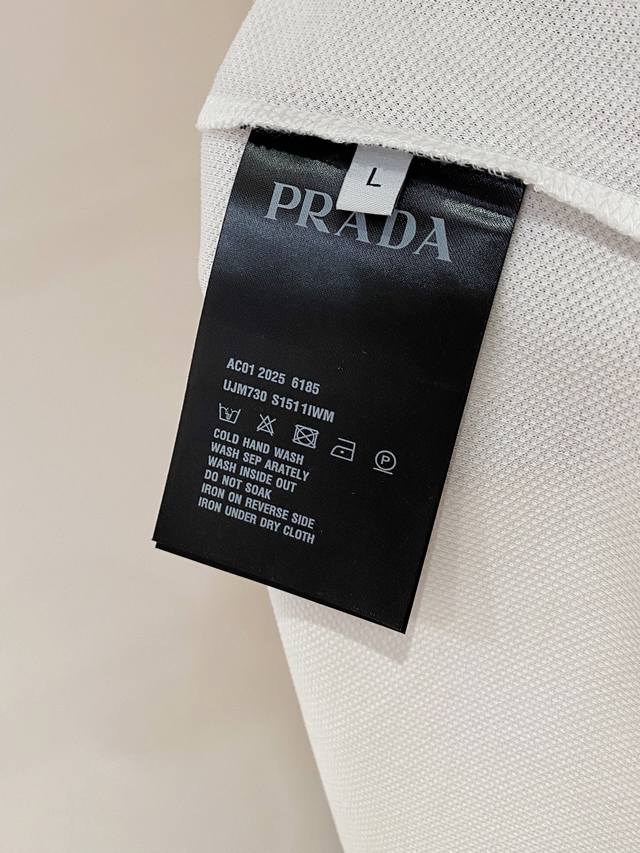 L
PRADA
AC01 2025 6185
UJM730 S1511IWM
P
COLD HAND WASH
WASH SEP ARATELY
WASH INSIDE OUT
DO NOT SOAK
IRON ON REVERSE SIDE
IRON UNDER DRY CLOTH